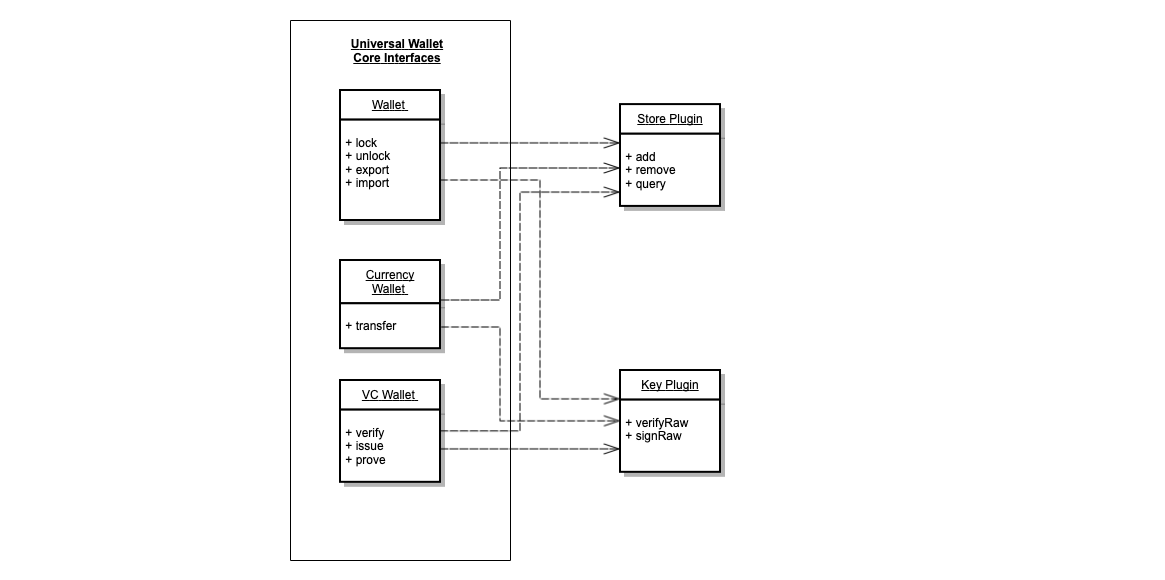 Universal Wallet
Core Interfaces
Wallet
+ lock
+ unlock
+ export
+ import
Store Plugin
+ add
+ remove
+ query
Currency
Wallet
+ transfer
VC Wallet
+ verify
+ issue
+ prove
Key Plugin
+ verifyRaw
+ signRaw